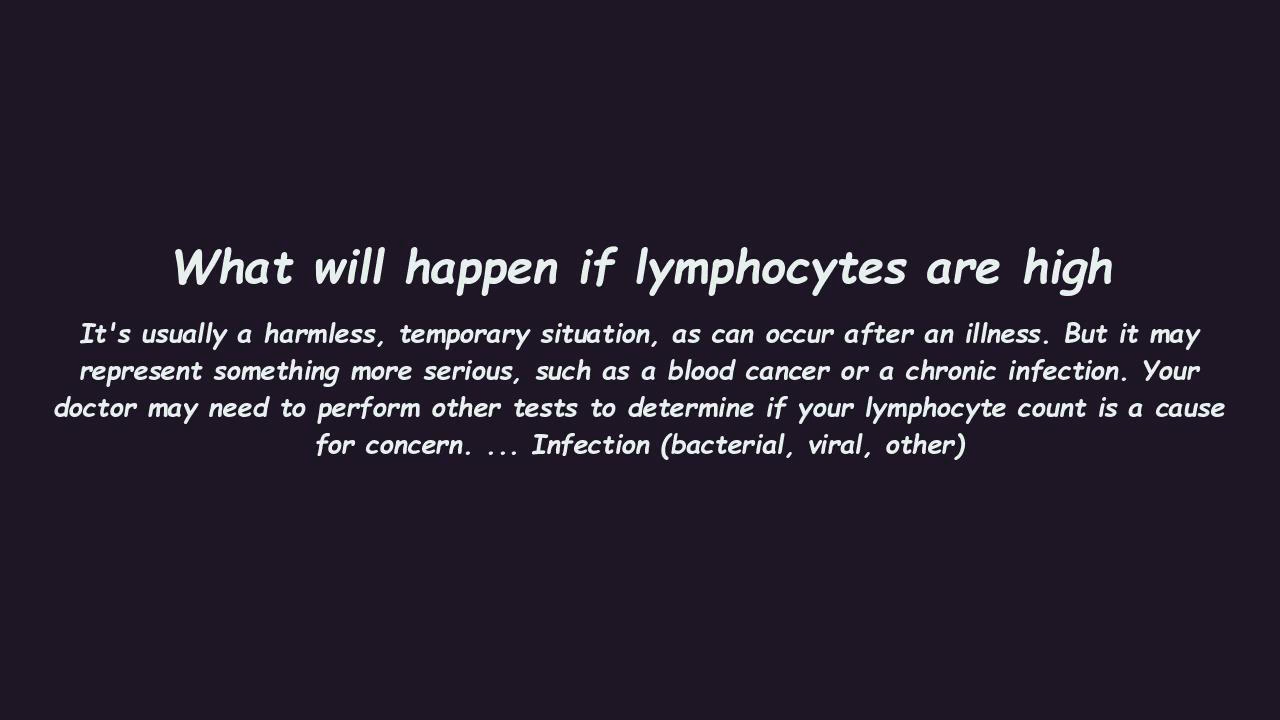 What will happen if lymphocytes are high
It's usually a harmless, temporary situation, as can occur after an illness. But it may
represent something more serious, such as a blood cancer or a chronic infection. Your
doctor may need to perform other tests to determine if your lymphocyte count is a cause
for concern. ... Infection (bacterial, viral, other)